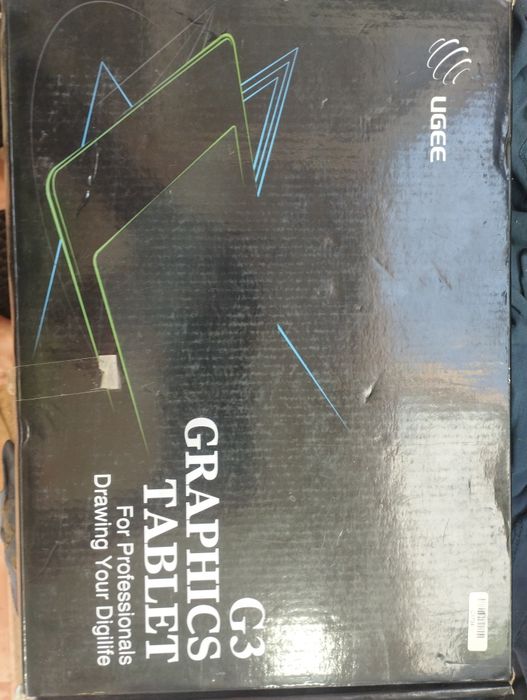 UGEE
G3
GRAPHICS
TABLET
For Professionals
Drawing Your Digilife